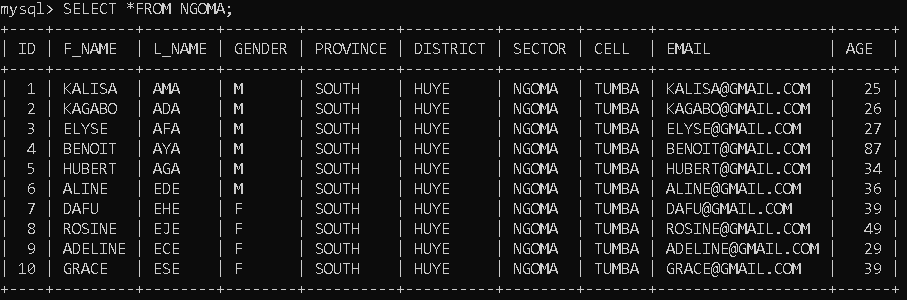 mysql> SELECT *FROM NGOMA;
+----+---------+--------+--------+----------+----------+--------+-------+-------------------+------+
| ID | F_NAME  | L_NAME | GENDER | PROVINCE | DISTRICT | SECTOR | CELL  | EMAIL             | AGE  |
+----+---------+--------+--------+----------+----------+--------+-------+-------------------+------+
|  1 | KALISA  | AMA    | M      | SOUTH    | HUYE     | NGOMA  | TUMBA | KALISA@GMAIL.COM  |   25 |
|  2 | KAGABO  | ADA    | M      | SOUTH    | HUYE     | NGOMA  | TUMBA | KAGABO@GMAIL.COM  |   26 |
|  3 | ELYSE   | AFA    | M      | SOUTH    | HUYE     | NGOMA  | TUMBA | ELYSE@GMAIL.COM   |   27 |
|  4 | BENOIT  | AYA    | M      | SOUTH    | HUYE     | NGOMA  | TUMBA | BENOIT@GMAIL.COM  |   87 |
|  5 | HUBERT  | AGA    | M      | SOUTH    | HUYE     | NGOMA  | TUMBA | HUBERT@GMAIL.COM  |   34 |
|  6 | ALINE   | EDE    | M      | SOUTH    | HUYE     | NGOMA  | TUMBA | ALINE@GMAIL.COM   |   36 |
|  7 | DAFU    | EHE    | F      | SOUTH    | HUYE     | NGOMA  | TUMBA | DAFU@GMAIL.COM    |   39 |
|  8 | ROSINE  | EJE    | F      | SOUTH    | HUYE     | NGOMA  | TUMBA | ROSINE@GMAIL.COM  |   49 |
|  9 | ADELINE | ECE    | F      | SOUTH    | HUYE     | NGOMA  | TUMBA | ADELINE@GMAIL.COM |   29 |
| 10 | GRACE   | ESE    | F      | SOUTH    | HUYE     | NGOMA  | TUMBA | GRACE@GMAIL.COM   |   39 |
+----+---------+--------+--------+----------+----------+--------+-------+-------------------+------+